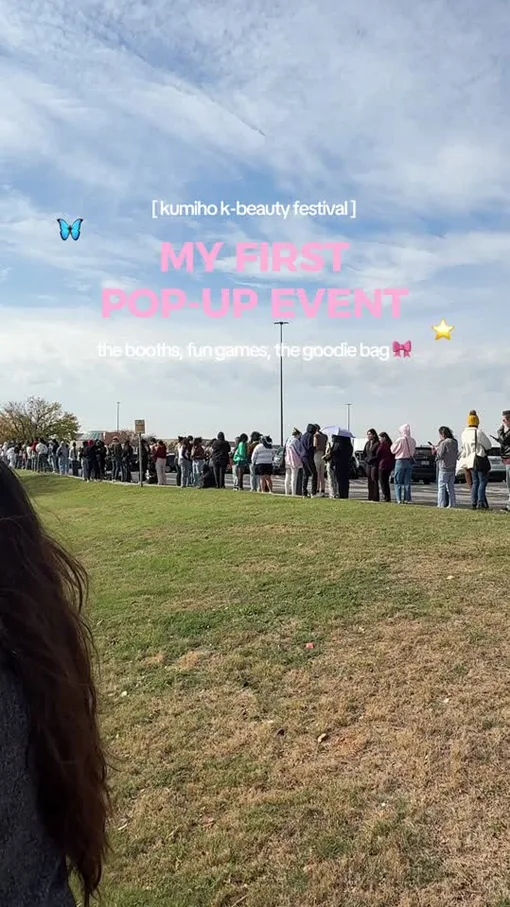 [ kumiho k-beauty festival ]
MY FIRST
POP-UP EVENT
the booths, fun games, the goodie bag 🎀